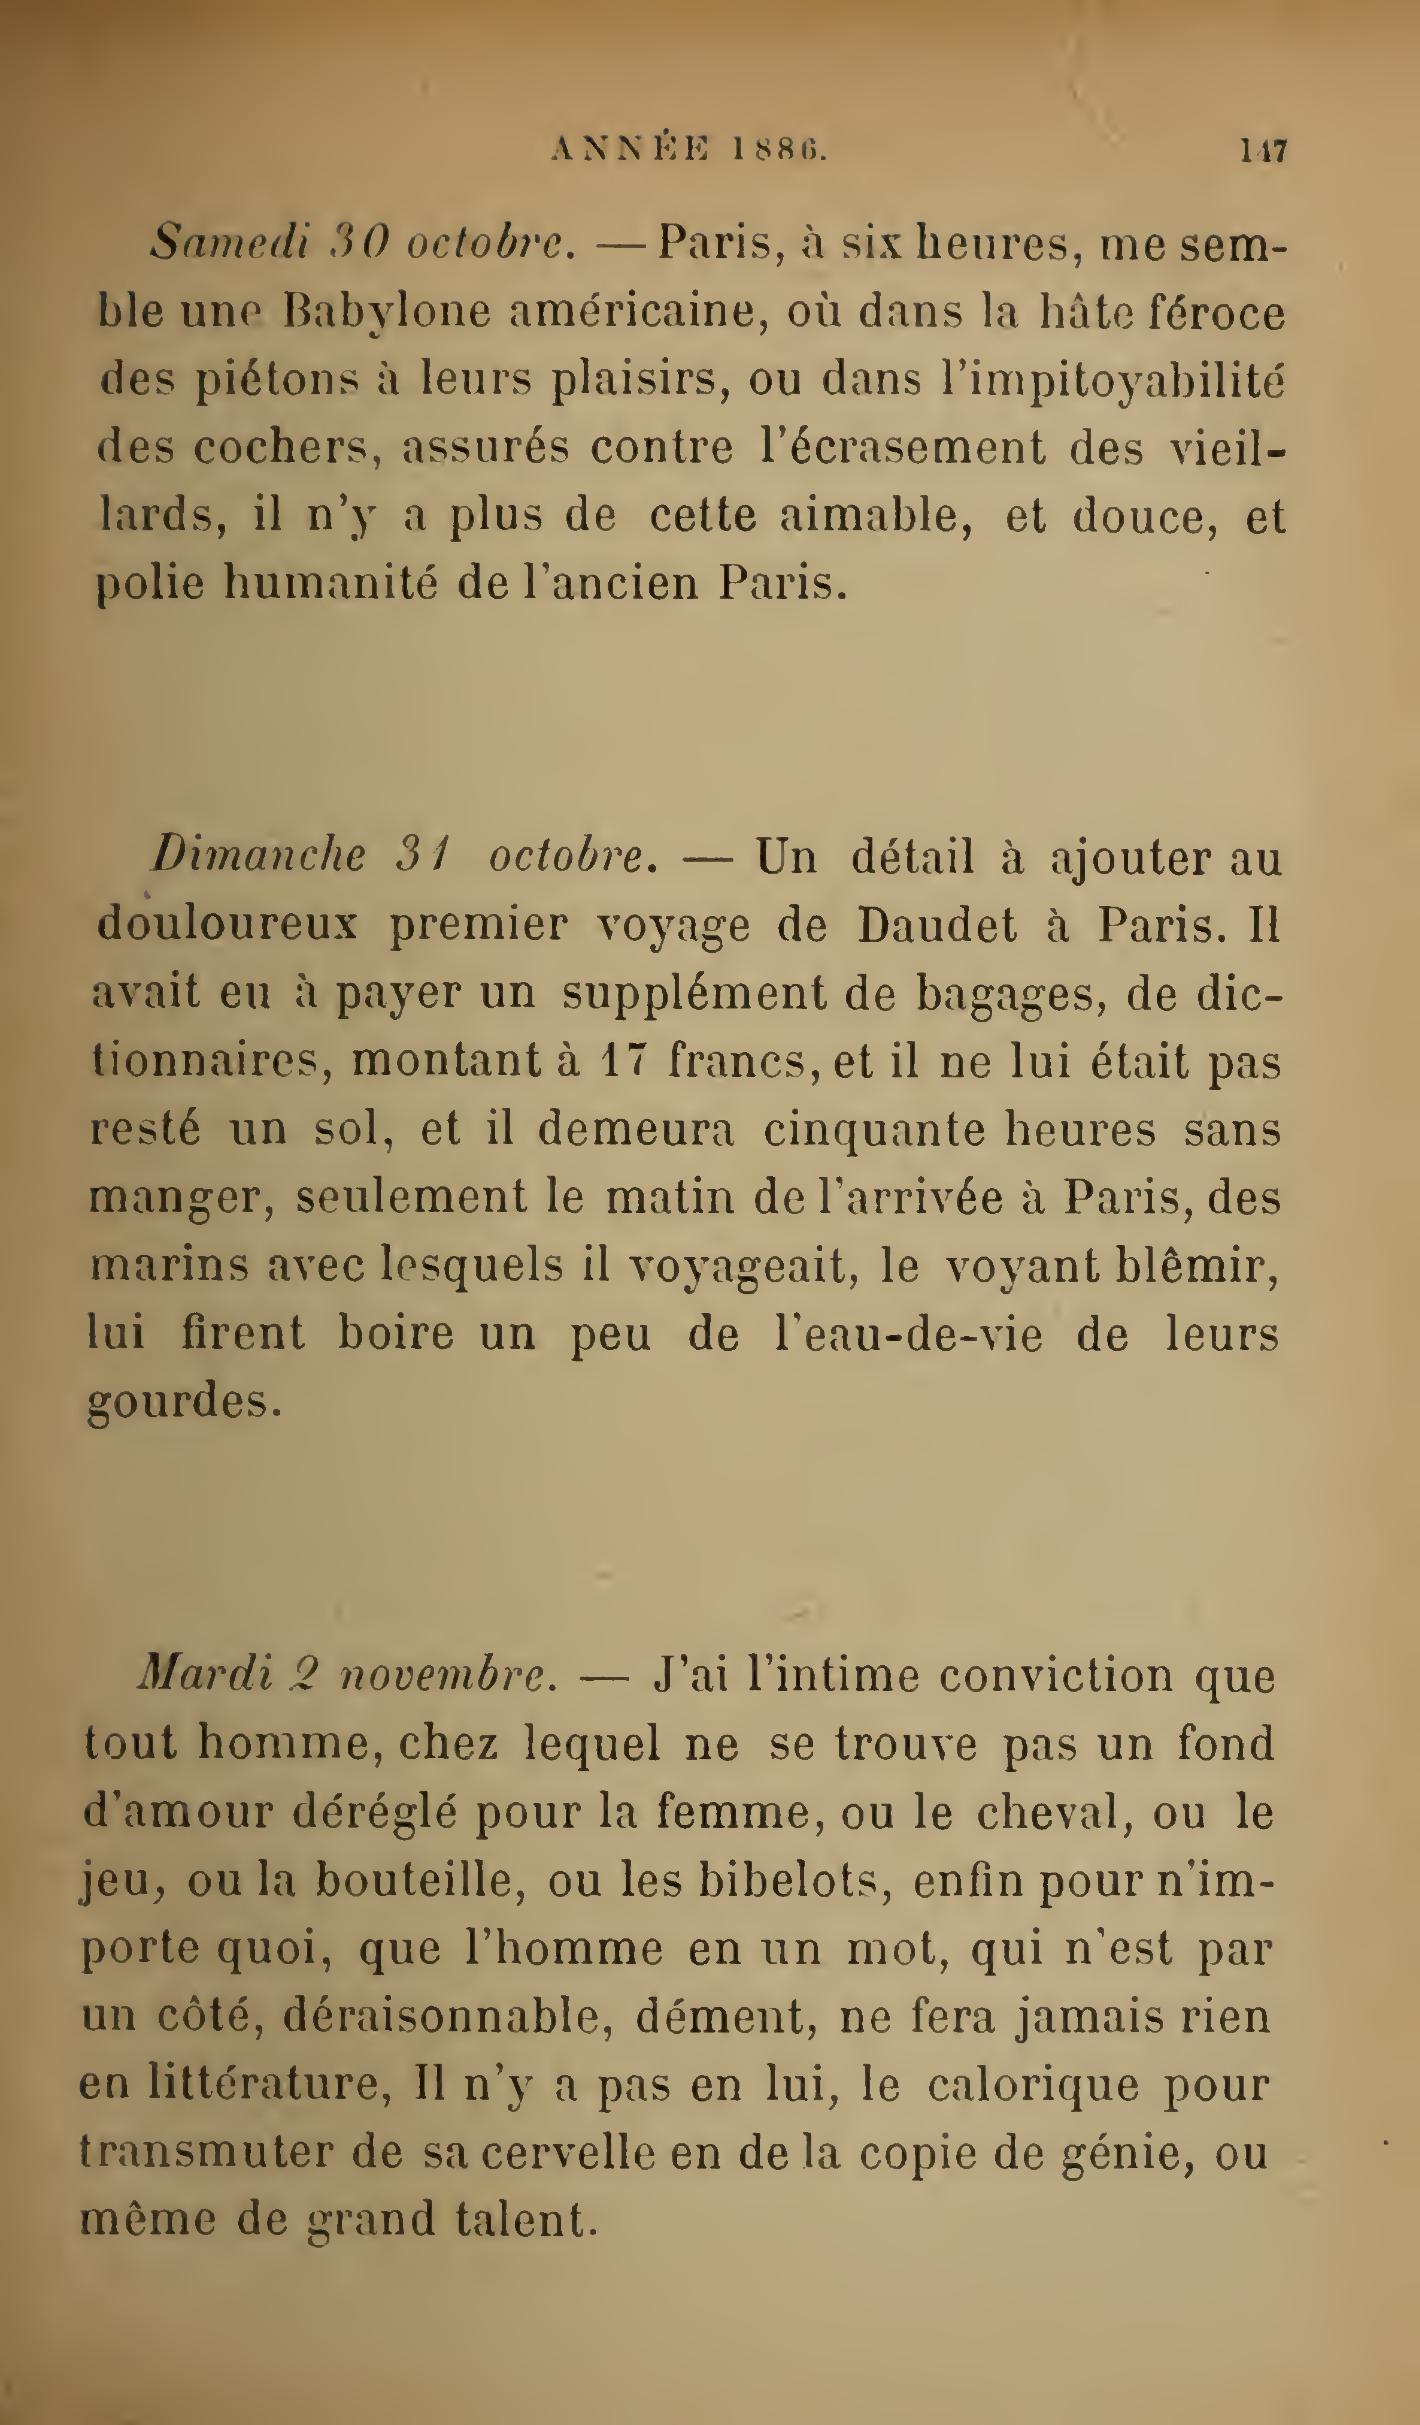 ANNÉE 1886. 147
Samedi 30 octobre. — Paris, à six heures, me sem-
ble une Babylone américaine, où dans la hâte féroce
des piétons à leurs plaisirs, ou dans l'impitoyabilité
des cochers, assurés contre l'écrasement des vieil-
lards, il n'y a plus de cette aimable, et douce, et
polie humanité de l'ancien Paris.
Dimanche 31 octobre. — Un détail à ajouter au
douloureux premier voyage de Daudet à Paris. Il
avait eu à payer un supplément de bagages, de dic-
tionnaires, montant à 17 francs, et il ne lui était pas
resté un sol, et il demeura cinquante heures sans
manger, seulement le matin de l'arrivée à Paris, des
marins avec lesquels il voyageait, le voyant blêmir,
lui firent boire un peu de l'eau-de-vie de leurs
gourdes.
Mardi 2 novembre. — J'ai l'intime conviction que
tout homme, chez lequel ne se trouve pas un fond
d'amour déréglé pour la femme, ou le cheval, ou le
jeu, ou la bouteille, ou les bibelots, enfin pour n'im-
porte quoi, que l'homme en un mot, qui n'est par
un côté, déraisonnable, dément, ne fera jamais rien
en littérature, Il n'y a pas en lui, le calorique pour
transmuter de sa cervelle en de la copie de génie, ou
même de grand talent.